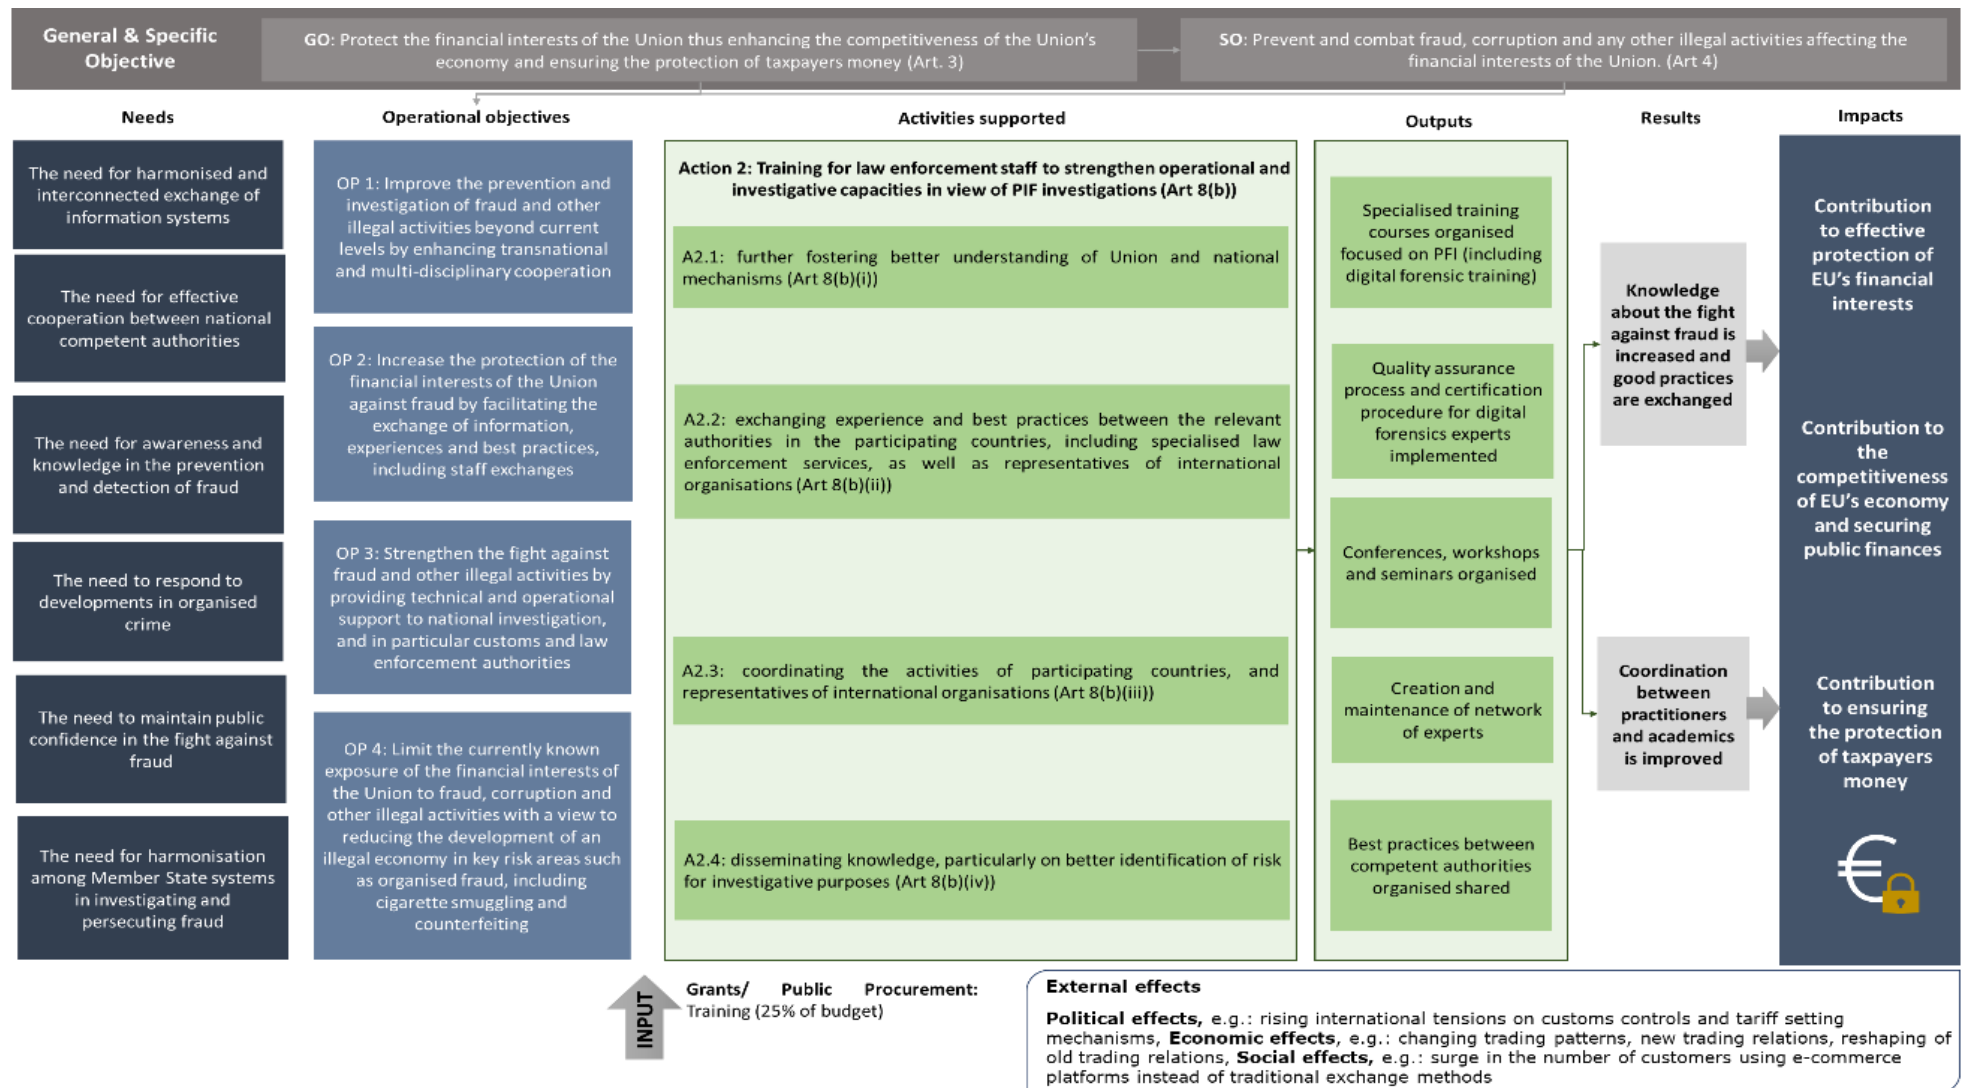 General & Specific
Objective
GO: Protect the financial interests of the Union thus enhancing the competitiveness of the Union's
economy and ensuring the protection of taxpayers money (Art. 3)
SO: Prevent and combat fraud, corruption and any other illegal activities affecting the
financial interests of the Union. (Art 4)
Needs
The need for harmonised and
interconnected exchange of
information systems
The need for effective
cooperation between national
competent authorities
The need for awareness and
knowledge in the prevention
and detection of fraud
The need to respond to
developments in organised
crime
The need to maintain public
confidence in the fight against
fraud
The need for harmonisation
among Member State systems
in investigating and
persecuting fraud
Operational objectives
OP 1: Improve the prevention and
investigation of fraud and other
illegal activities beyond current
levels by enhancing transnational
and multi-disciplinary cooperation
OP 2: Increase the protection of the
financial interests of the Union
against fraud by facilitating the
exchange of information,
experiences and best practices,
including staff exchanges
OP 3: Strengthen the fight against
fraud and other illegal activities by
providing technical and operational
support to national investigation,
and in particular customs and law
enforcement authorities
OP 4: Limit the currently known
exposure of the financial interests of
the Union to fraud, corruption and
other illegal activities with a view to
reducing the development of an
illegal economy in key risk areas such
as organised fraud, including
cigarette smuggling and
counterfeiting
Activities supported
Action 2: Training for law enforcement staff to strengthen operational and
investigative capacities in view of PIF investigations (Art 8(b))
A2.1: further fostering better understanding of Union and national
mechanisms (Art 8(b)(i))
A2.2: exchanging experience and best practices between the relevant
authorities in the participating countries, including specialised law
enforcement services, as well as representatives of international
organisations (Art 8(b)(ii))
A2.3: coordinating the activities of participating countries, and
representatives of international organisations (Art 8(b)(iii))
A2.4: disseminating knowledge, particularly on better identification of risk
for investigative purposes (Art 8(b)(iv))
Outputs
Specialised training
courses organised
focused on PFI (including
digital forensic training)
Quality assurance
process and certification
procedure for digital
forensics experts
implemented
Conferences, workshops
and seminars organised
Creation and
maintenance of network
of experts
Best practices between
competent authorities
organised shared
Results
Knowledge
about the fight
against fraud is
increased and
good practices
are exchanged
Coordination
between
practitioners
and academics
is improved
Impacts
Contribution
to effective
protection of
EU's financial
interests
Contribution to
the
competitiveness
of EU's economy
and securing
public finances
Contribution
to ensuring
the protection
of taxpayers
money
€
INPUT
Grants/ Public Procurement:
Training (25% of budget)
External effects
Political effects, e.g.: rising international tensions on customs controls and tariff setting
mechanisms, Economic effects, e.g.: changing trading patterns, new trading relations, reshaping of
old trading relations, Social effects, e.g.: surge in the number of customers using e-commerce
platforms instead of traditional exchange methods